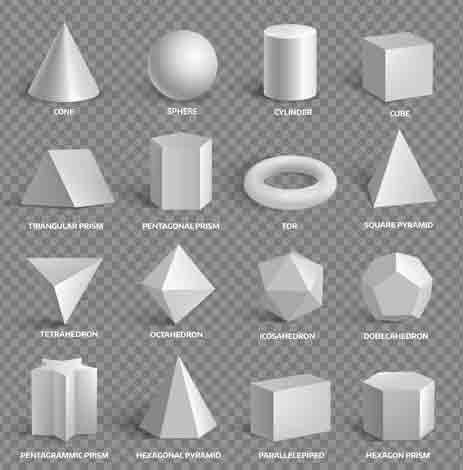 CONE
SPHERE
CYLINDER
CUBE
TRIANGULAR PRISM
PENTAGONAL PRISM
TOR
SQUARE PYRAMID
TETRAHEDRON
OCTAHEDRON
ICOSAHEDRON
DODECAHEDRON
PENTAGRAMMIC PRISM
HEXAGONAL PYRAMID
PARALLELEPIPED
HEXAGON PRISM